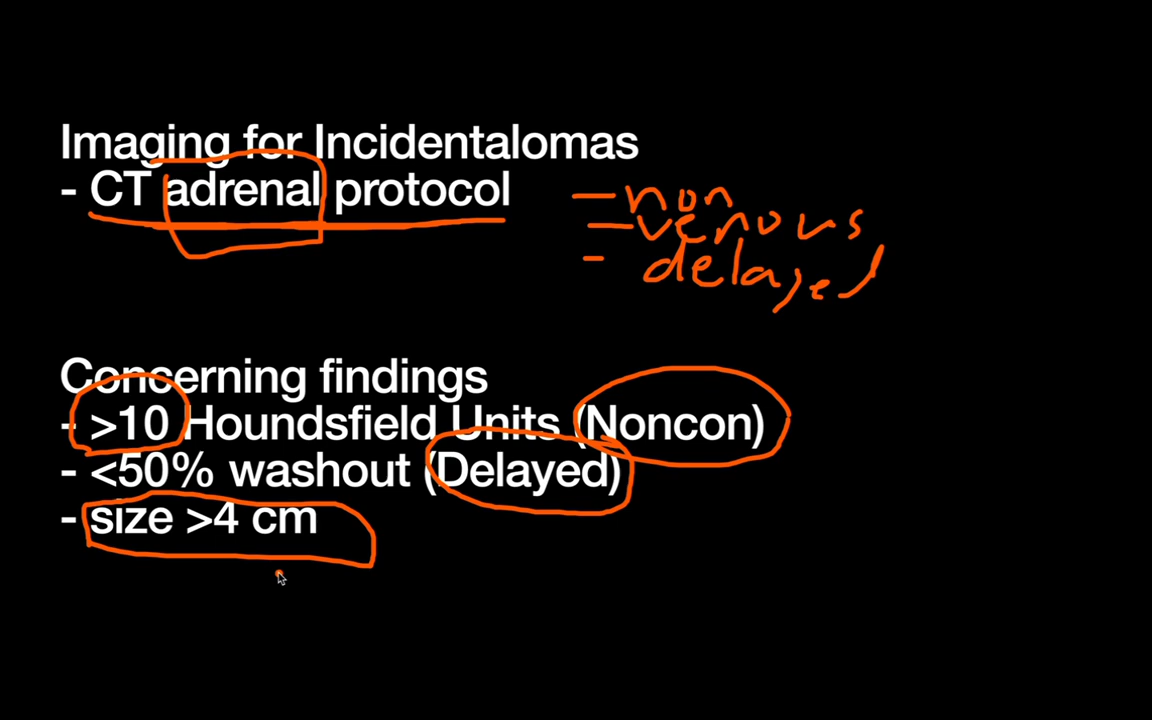 Imaging for Incidentalomas
- CT adrenal protocol
- non
- venous
- delayed
Concerning findings
- >10 Houndsfield Units (Noncon)
- <50% washout (Delayed)
- size >4 cm